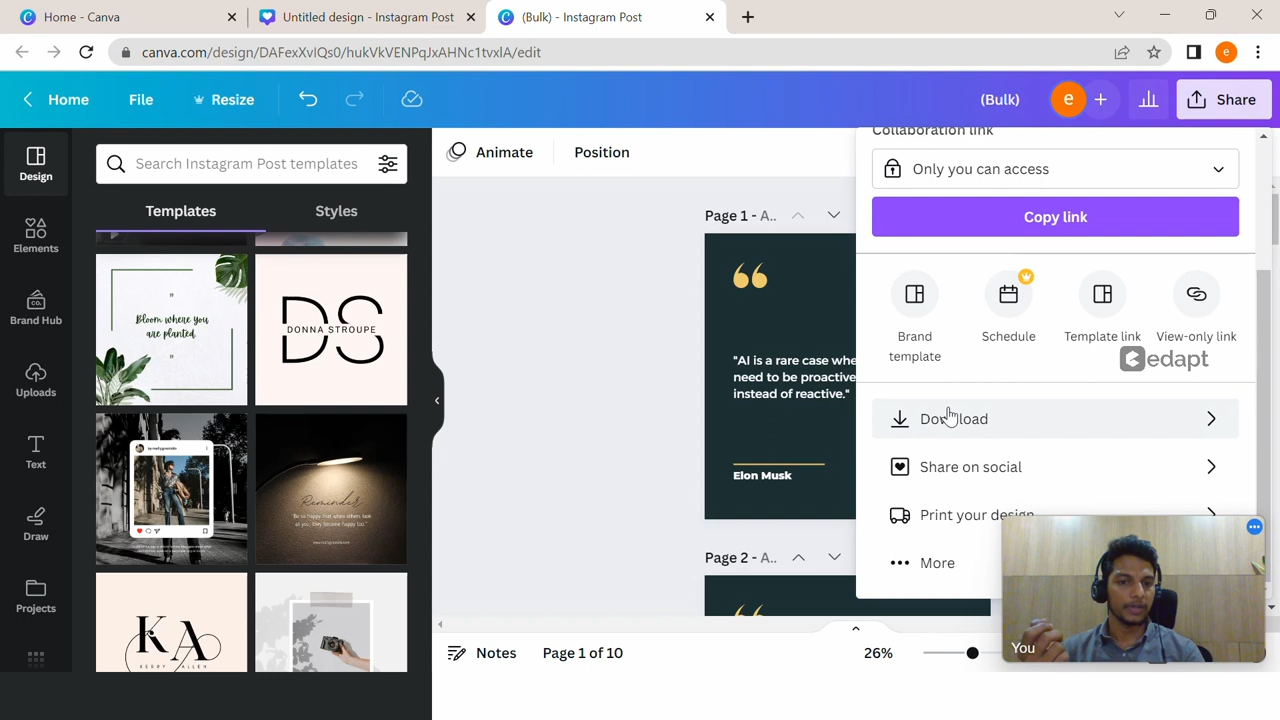 Home - Canva
Untitled design - Instagram Post
(Bulk) - Instagram Post
canva.com/design/DAFexXvIQs0/hukVkVENPqJxAHNc1tvxIA/edit
e
Home
File
Resize
(Bulk)
e
Share
Design
Elements
Brand Hub
Uploads
Text
Draw
Projects
Search Instagram Post templates
Templates
Styles
Bloom where you
are planted
DS
DONNA STROUPE
Reminder
KA
KERRY ALLEN
Animate
Position
Page 1 - A..
"AI is a rare case whe
need to be proactive
instead of reactive."
Elon Musk
Page 2 - A..
Collaboration link
Only you can access
Copy link
Brand
template
Schedule
Template link
View-only link
edapt
Download
Share on social
Print your design
More
You
Notes
Page 1 of 10
26%